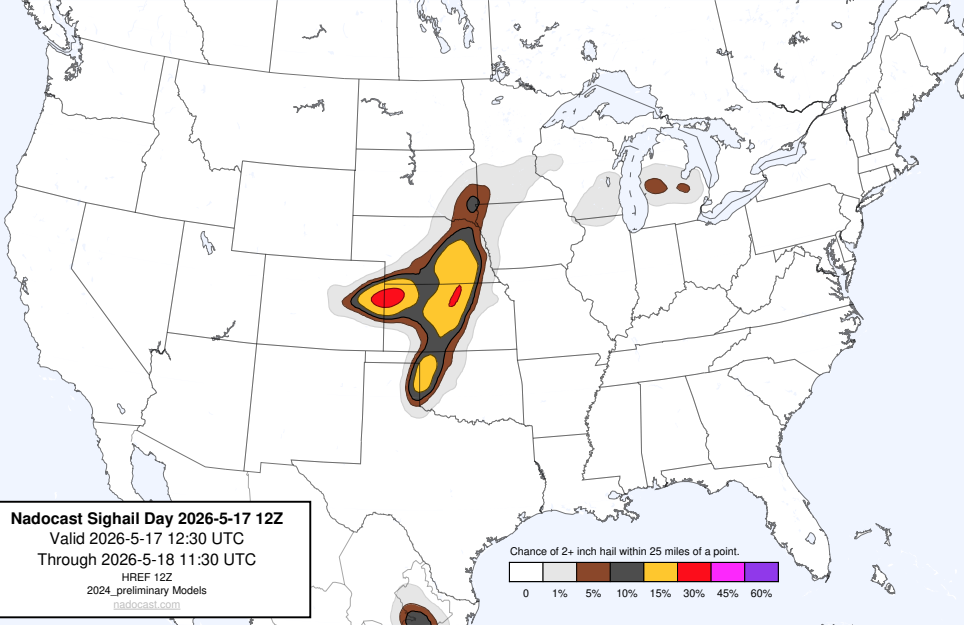 Nadocast Sighail Day 2026-5-17 12Z
Valid 2026-5-17 12:30 UTC
Through 2026-5-18 11:30 UTC
HREF 12Z
2024_preliminary Models
nadocast.com
Chance of 2+ inch hail within 25 miles of a point.
0 1% 5% 10% 15% 30% 45% 60%